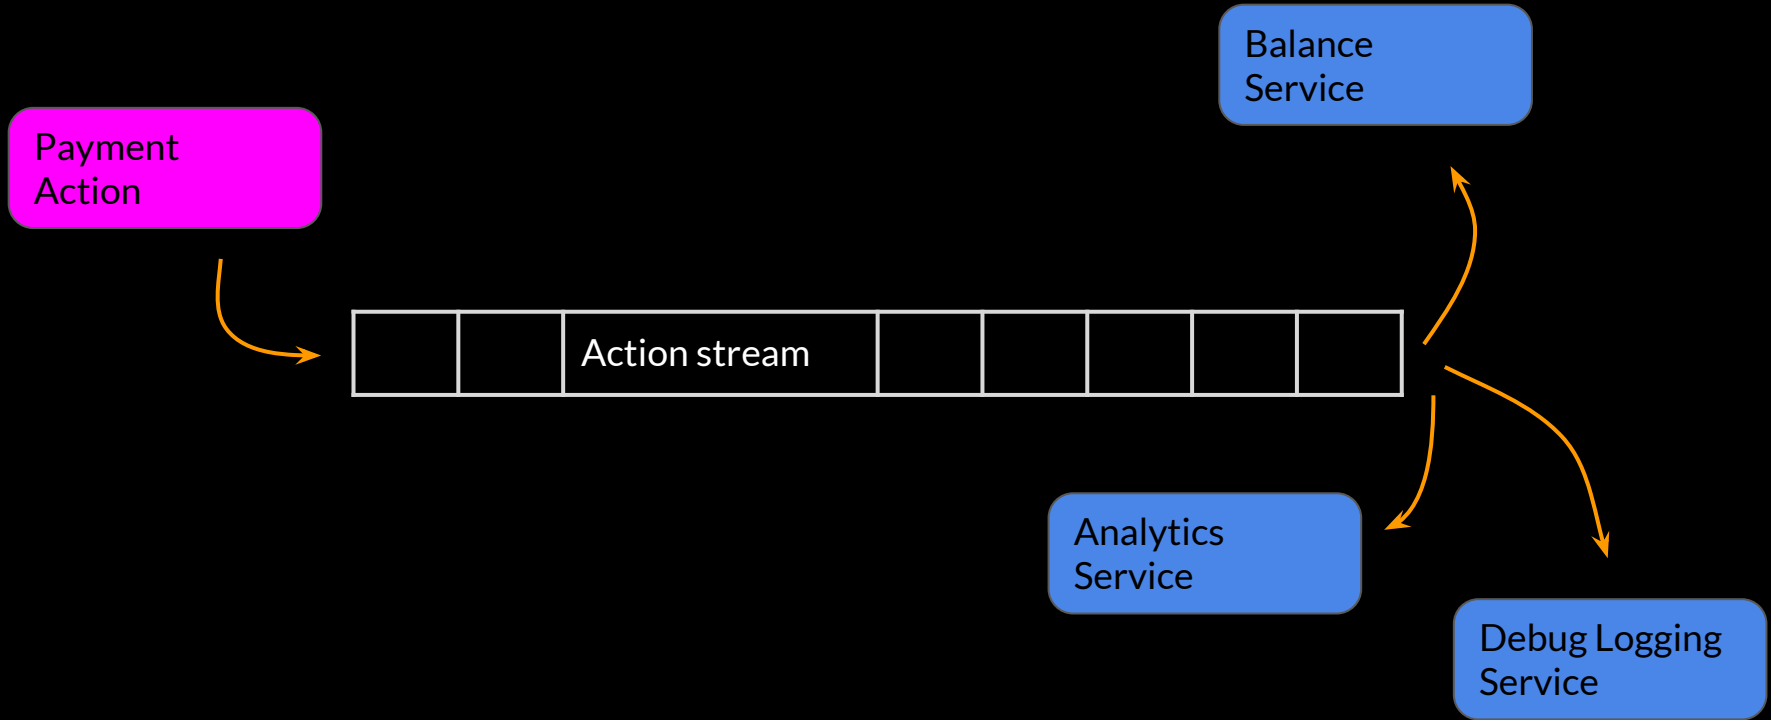 Balance
Service
Payment
Action
Action stream
Analytics
Service
Debug Logging
Service